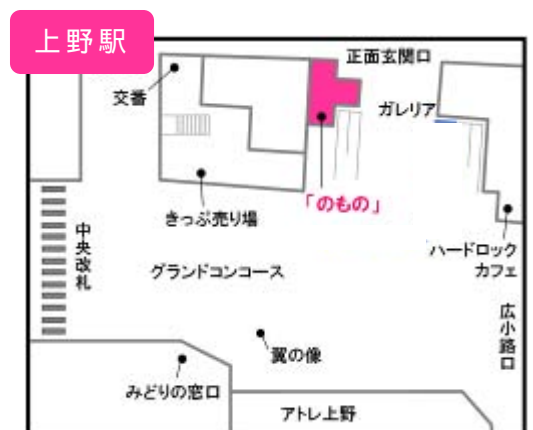 上野駅
正面玄関口
交番
ガレリア
「のもの」
きっぷ売り場
中央改札
グランドコンコース
ハードロック
カフェ
広小路口
翼の像
みどりの窓口
アトレ上野